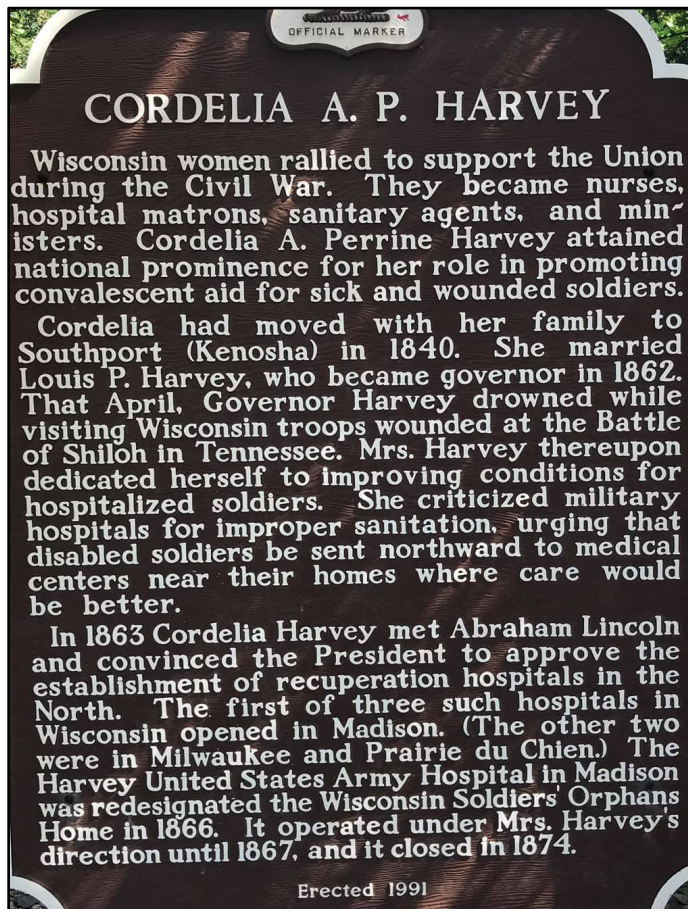 OFFICIAL MARKER
CORDELIA A. P. HARVEY
Wisconsin women rallied to support the Union
during the Civil War. They became nurses,
hospital matrons, sanitary agents, and min-
isters. Cordelia A. Perrine Harvey attained
national prominence for her role in promoting
convalescent aid for sick and wounded soldiers.
Cordelia had moved with her family to
Southport (Kenosha) in 1840. She married
Louis P. Harvey, who became governor in 1862.
That April, Governor Harvey drowned while
visiting Wisconsin troops wounded at the Battle
of Shiloh in Tennessee. Mrs. Harvey thereupon
dedicated herself to improving conditions for
hospitalized soldiers. She criticized military
hospitals for improper sanitation, urging that
disabled soldiers be sent northward to medical
centers near their homes where care would
be better.
In 1863 Cordelia Harvey met Abraham Lincoln
and convinced the President to approve the
establishment of recuperation hospitals in the
North. The first of three such hospitals in
Wisconsin opened in Madison. (The other two
were in Milwaukee and Prairie du Chien.) The
Harvey United States Army Hospital in Madison
was redesignated the Wisconsin Soldiers' Orphans
Home in 1866. It operated under Mrs. Harvey's
direction until 1867, and it closed in 1874.
Erected 1991